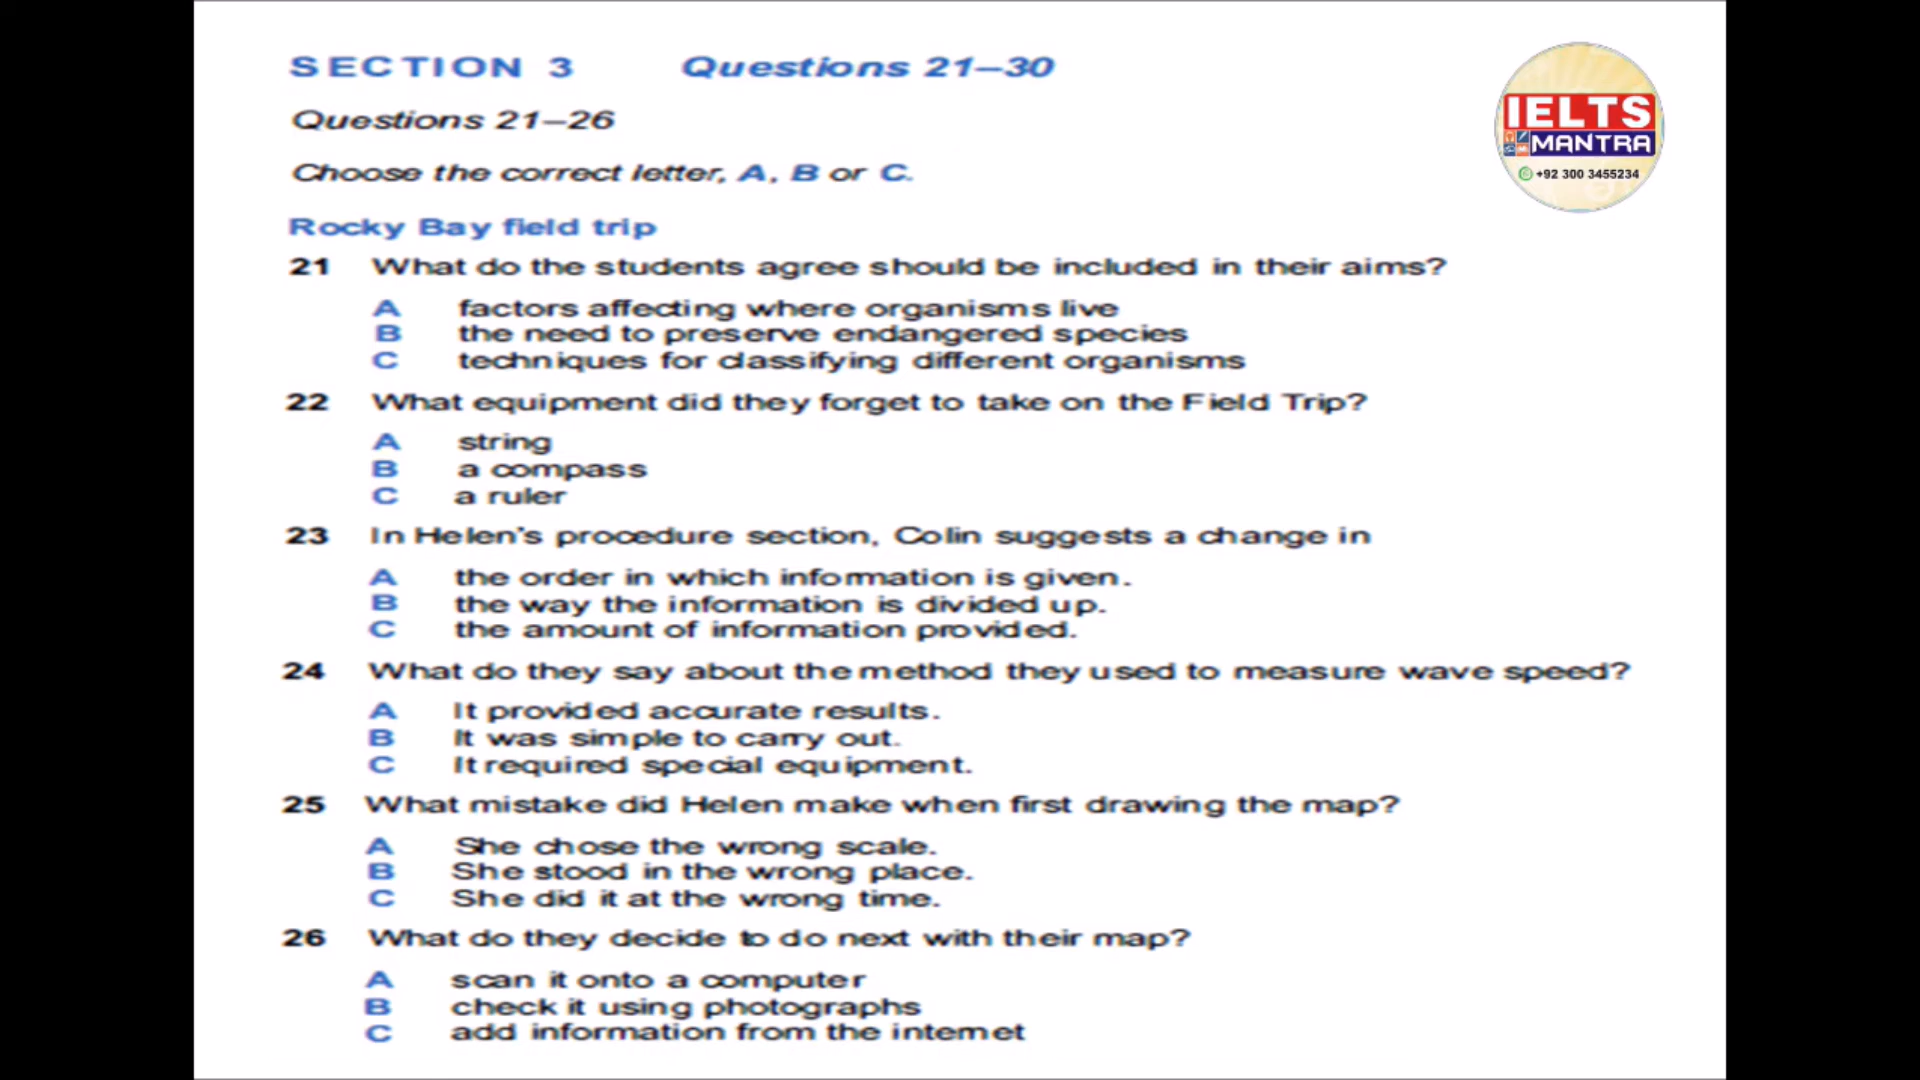 SECTION 3 Questions 21–30
Questions 21–26
Choose the correct letter, A, B or C.
Rocky Bay field trip
21 What do the students agree should be included in their aims?
A factors affecting where organisms live
B the need to preserve endangered species
C techniques for classifying different organisms
22 What equipment did they forget to take on the Field Trip?
A string
B a compass
C a ruler
23 In Helen's procedure section, Colin suggests a change in
A the order in which information is given.
B the way the information is divided up.
C the amount of information provided.
24 What do they say about the method they used to measure wave speed?
A It provided accurate results.
B It was simple to carry out.
C It required special equipment.
25 What mistake did Helen make when first drawing the map?
A She chose the wrong scale.
B She stood in the wrong place.
C She did it at the wrong time.
26 What do they decide to do next with their map?
A scan it onto a computer
B check it using photographs
C add information from the internet
IELTS
MANTRA
+92 300 3455234